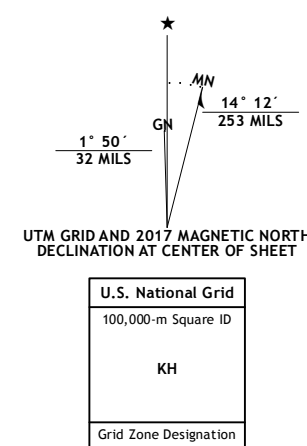 MN
GN
14° 12´
253 MILS
1° 50´
32 MILS
UTM GRID AND 2017 MAGNETIC NORTH
DECLINATION AT CENTER OF SHEET
U.S. National Grid
100,000-m Square ID
KH
Grid Zone Designation